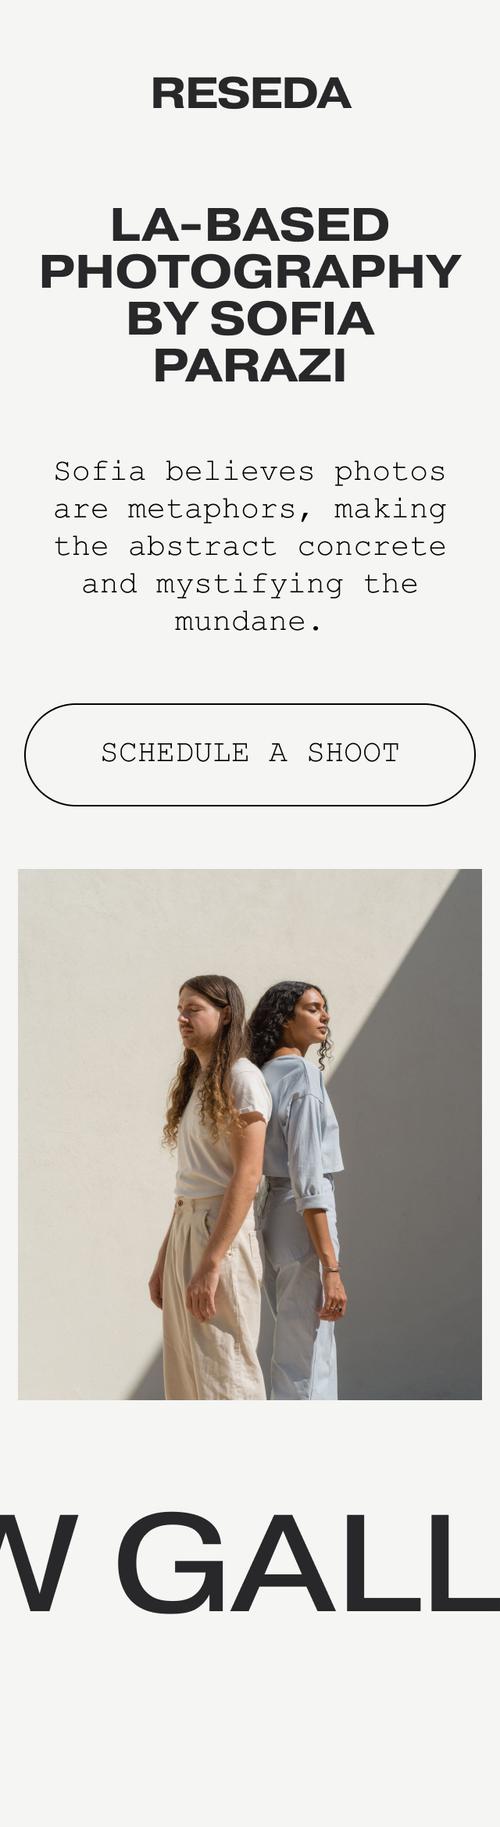 RESEDA
LA-BASED
PHOTOGRAPHY
BY SOFIA
PARAZI
Sofia believes photos
are metaphors, making
the abstract concrete
and mystifying the
mundane.
SCHEDULE A SHOOT
W GALL